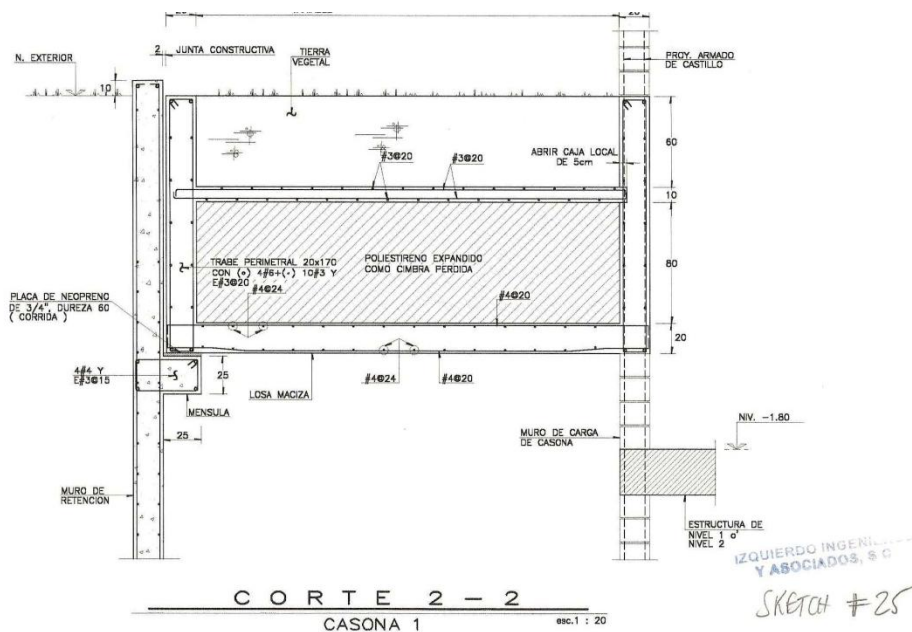 20
2 JUNTA CONSTRUCTIVA
TIERRA
VEGETAL
PROY. ARMADO
DE CASTILLO
N. EXTERIOR
10
60
ABRIR CAJA LOCAL
DE 5cm
#3@20
#3@20
10
TRABE PERIMETRAL 20x170
CON (o) 4#6+(·) 10#3 Y
E#3@20
#4@24
POLIESTIRENO EXPANDIDO
COMO CIMBRA PERDIDA
80
PLACA DE NEOPRENO
DE 3/4", DUREZA 60
( CORRIDA )
#4@20
20
4#4 Y
E#3@15
25
LOSA MACIZA
#4@24
#4@20
MENSULA
25
NIV. -1.80
MURO DE CARGA
DE CASONA
MURO DE
RETENCION
ESTRUCTURA DE
NIVEL 1 o'
NIVEL 2
IZQUIERDO
Y ASOCIADOS, S C
SKETCH #25
CORTE 2-2
CASONA 1
esc.1 : 20